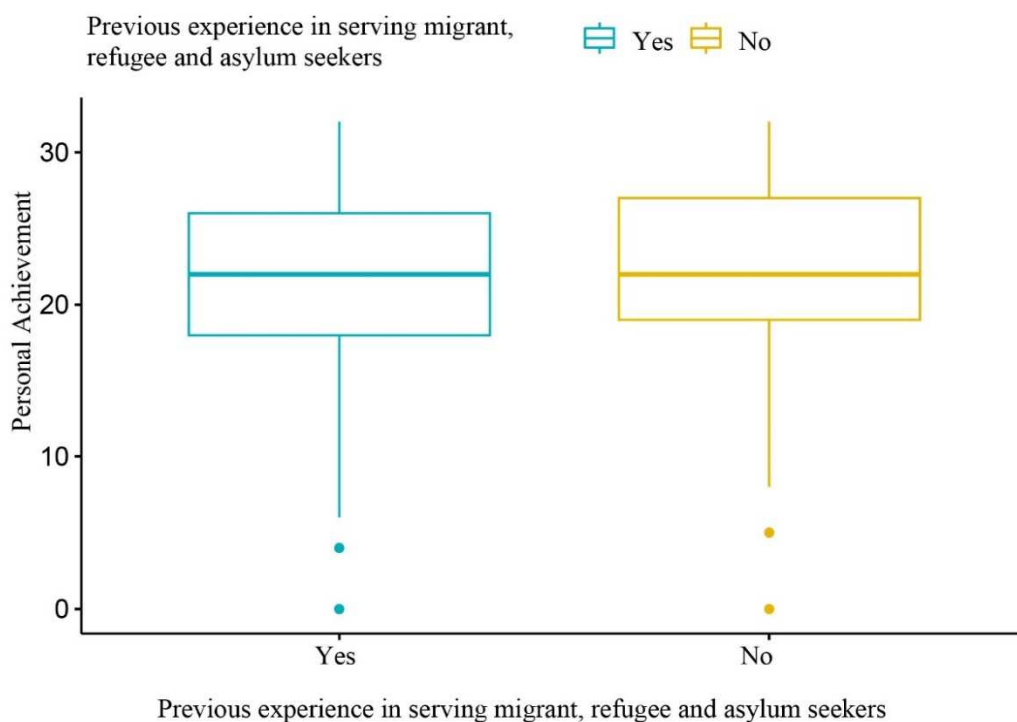 Previous experience in serving migrant,
refugee and asylum seekers
Yes No
Personal Achievement
30
20
10
0
Yes No
Previous experience in serving migrant, refugee and asylum seekers